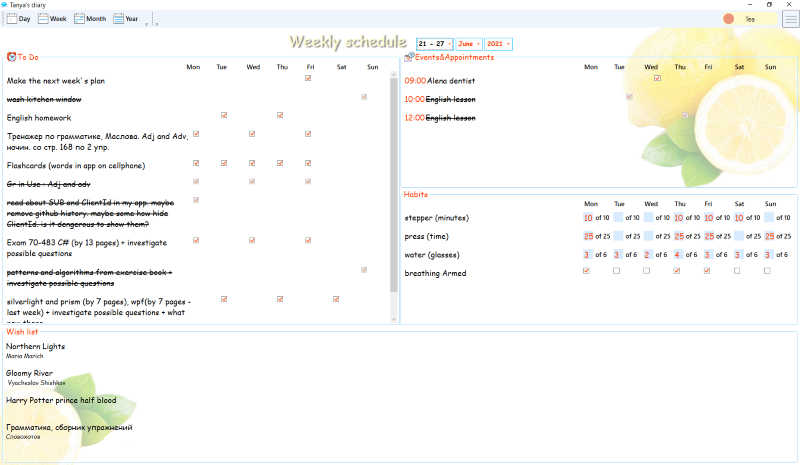 Tanya's diary
Day Week Month Year
Tea
Weekly schedule 21 - 27 June 2021
To Do
Mon Tue Wed Thu Fri Sat Sun
Make the next week`s plan
wash kitchen window
English homework
Тренажер по грамматике, Маслова. Adj and Adv,
начин. со стр. 168 по 2 упр.
Flashcards (words in app on cellphone)
Gr in Use : Adj and adv
read about SUB and ClientId in my app. maybe
remove github history. maybe some how hide
ClientId. is it dangerous to show them?
Exam 70-483 C# (by 13 pages) + investigate
possible questions
patterns and algorithms from exercise book +
investigate possible questions
silverlight and prism (by 7 pages), wpf(by 7 pages -
last week) + investigate possible questions + what
Events&Appointments
Mon Tue Wed Thu Fri Sat Sun
09:00 Alena dentist
10:00 English lesson
12:00 English lesson
Habits
Mon Tue Wed Thu Fri Sat Sun
stepper (minutes) 10 of 10 of 10 of 10 10 of 10 10 of 10 10 of 10 of 10
press (time) 25 of 25 of 25 of 25 25 of 25 25 of 25 of 25 25 of 25
water (glasses) 3 of 6 3 of 6 2 of 6 4 of 6 3 of 6 3 of 6 3 of 6
breathing Armed
Wish list
Northern Lights
Maria Marich
Gloomy River
Vyacheslav Shishkov
Harry Potter prince half blood
Грамматика, сборник упражнений
Словохотов